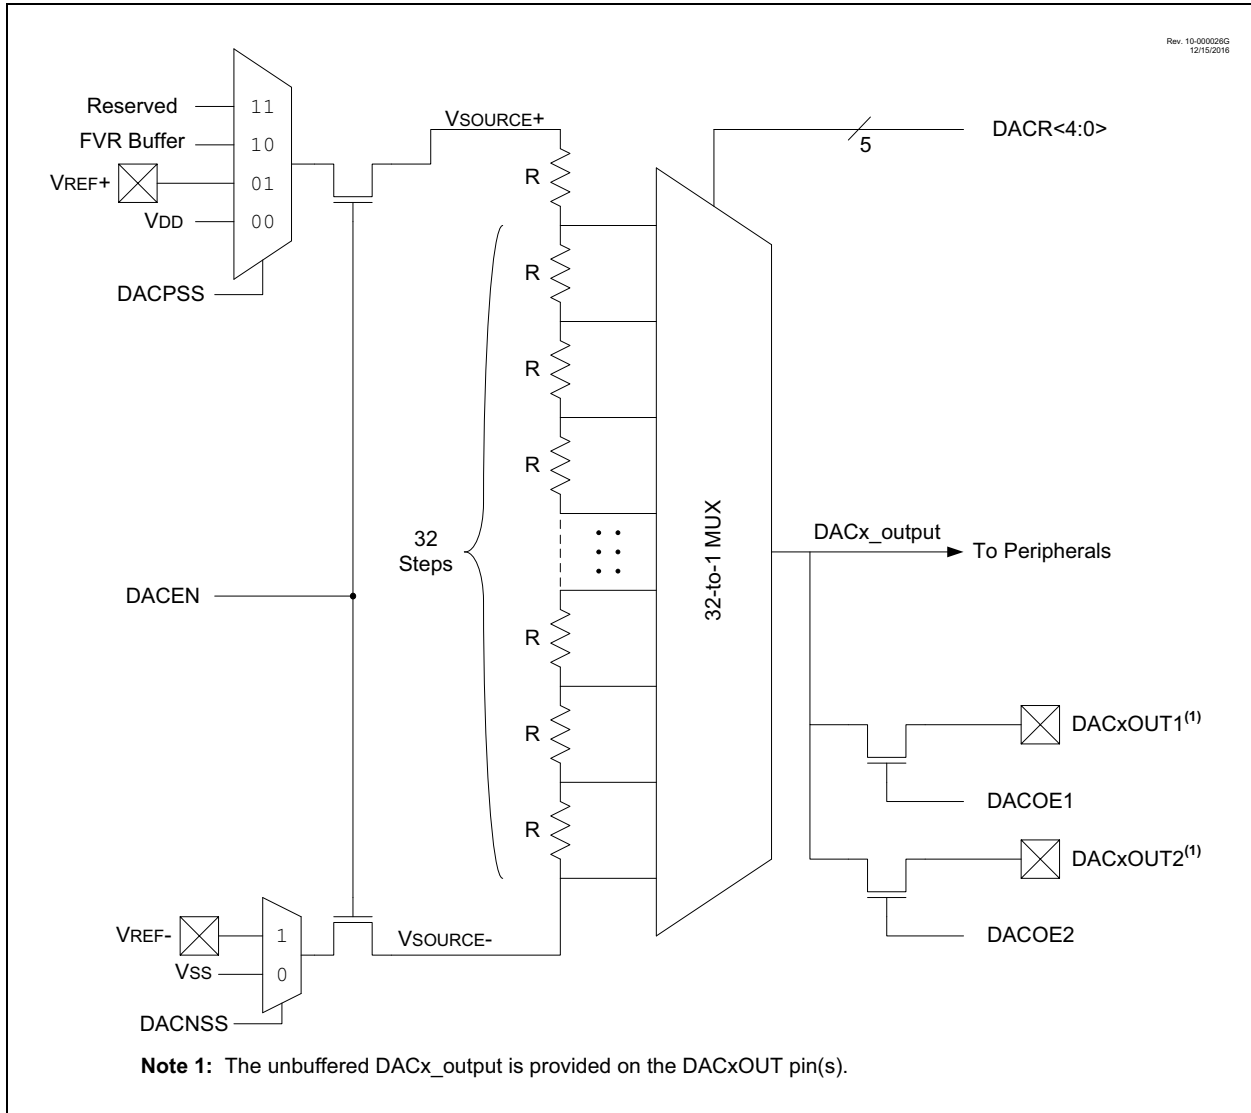 Rev. 10-000026G
12/15/2016
Reserved
11
FVR Buffer
10
VREF+
01
VDD
00
DACPSS
VSOURCE+
R
R
R
R
32
Steps
R
R
R
DACR<4:0>
5
32-to-1 MUX
DACx_output
To Peripherals
DACEN
DACxOUT1(1)
DACOE1
DACxOUT2(1)
DACOE2
VREF-
1
VSS
0
VSOURCE-
DACNSS
Note 1: The unbuffered DACx_output is provided on the DACxOUT pin(s).